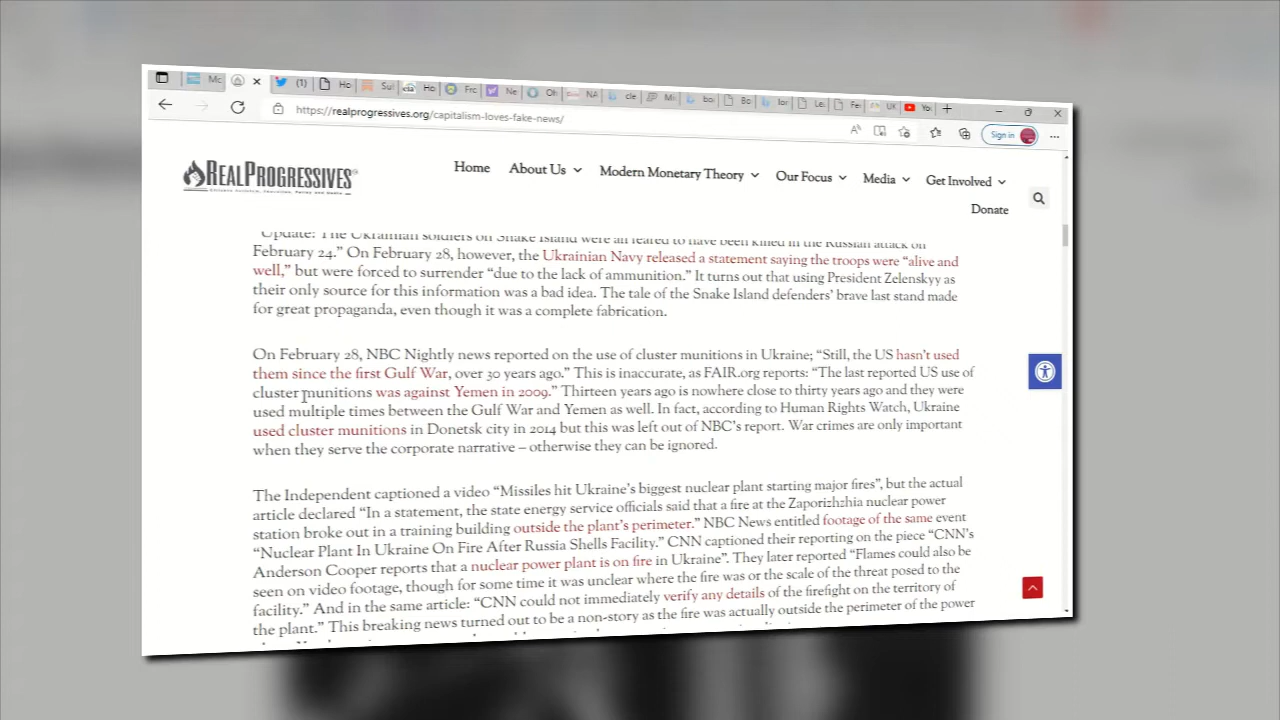 Mc
(1)
Ho
Sul
cia
Ho
Frc
Ne
Oh
NA
cle
Mi
bo
Bo
Ior
Le
Fe
UK
Yo
https://realprogressives.org/capitalism-loves-fake-news/
Sign in
REALPROGRESSIVES
Home
About Us
Modern Monetary Theory
Our Focus
Media
Get Involved
Donate
"Update: The Ukrainian soldiers on Snake Island were all feared to have been killed in the Russian attack on
February 24." On February 28, however, the Ukrainian Navy released a statement saying the troops were "alive and
well," but were forced to surrender "due to the lack of ammunition." It turns out that using President Zelenskyy as
their only source for this information was a bad idea. The tale of the Snake Island defenders' brave last stand made
for great propaganda, even though it was a complete fabrication.
On February 28, NBC Nightly news reported on the use of cluster munitions in Ukraine; "Still, the US hasn't used
them since the first Gulf War, over 30 years ago." This is inaccurate, as FAIR.org reports: "The last reported US use of
cluster munitions was against Yemen in 2009." Thirteen years ago is nowhere close to thirty years ago and they were
used multiple times between the Gulf War and Yemen as well. In fact, according to Human Rights Watch, Ukraine
used cluster munitions in Donetsk city in 2014 but this was left out of NBC's report. War crimes are only important
when they serve the corporate narrative – otherwise they can be ignored.
The Independent captioned a video "Missiles hit Ukraine's biggest nuclear plant starting major fires", but the actual
article declared "In a statement, the state energy service officials said that a fire at the Zaporizhzhia nuclear power
station broke out in a training building outside the plant's perimeter." NBC News entitled footage of the same event
"Nuclear Plant In Ukraine On Fire After Russia Shells Facility." CNN captioned their reporting on the piece "CNN's
Anderson Cooper reports that a nuclear power plant is on fire in Ukraine". They later reported "Flames could also be
seen on video footage, though for some time it was unclear where the fire was or the scale of the threat posed to the
facility." And in the same article: "CNN could not immediately verify any details of the firefight on the territory of
the plant." This breaking news turned out to be a non-story as the fire was actually outside the perimeter of the power